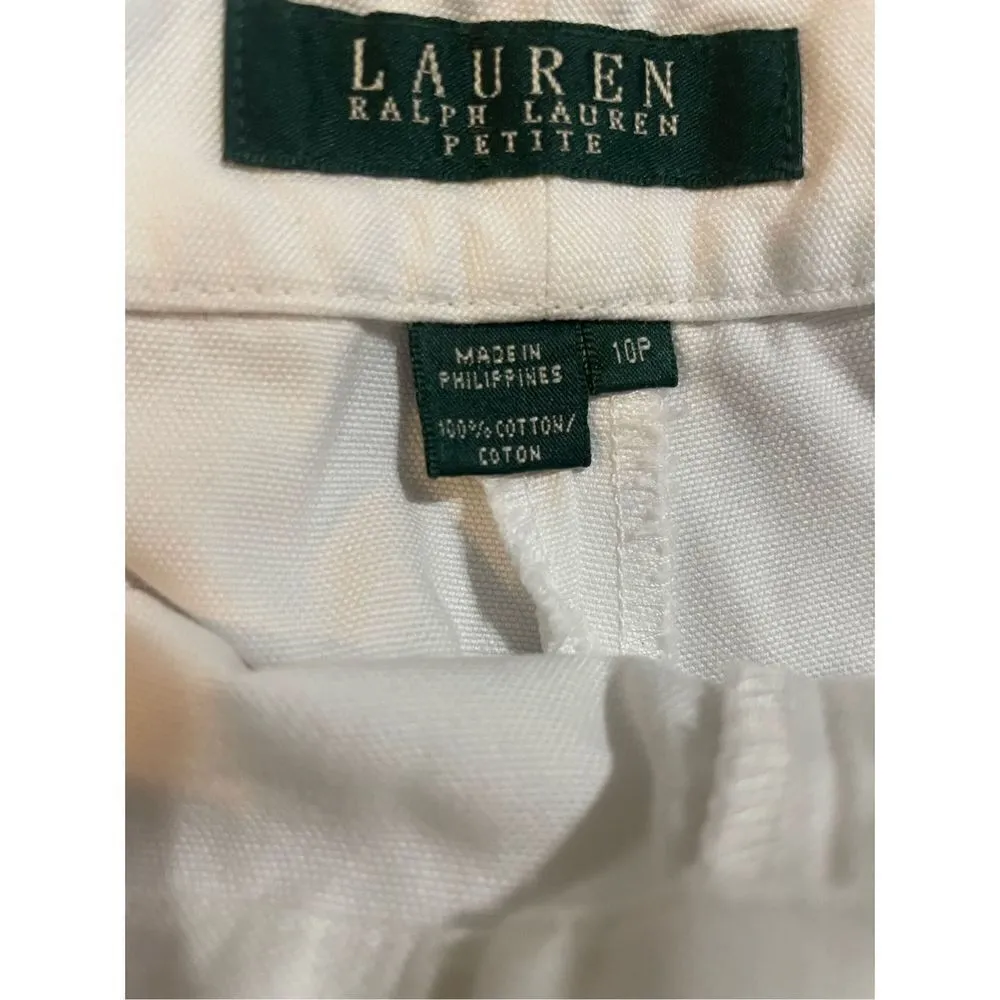 LAUREN
RALPH LAUREN
PETITE
MADE IN
PHILIPPINES
10P
100% COTTON/
COTON